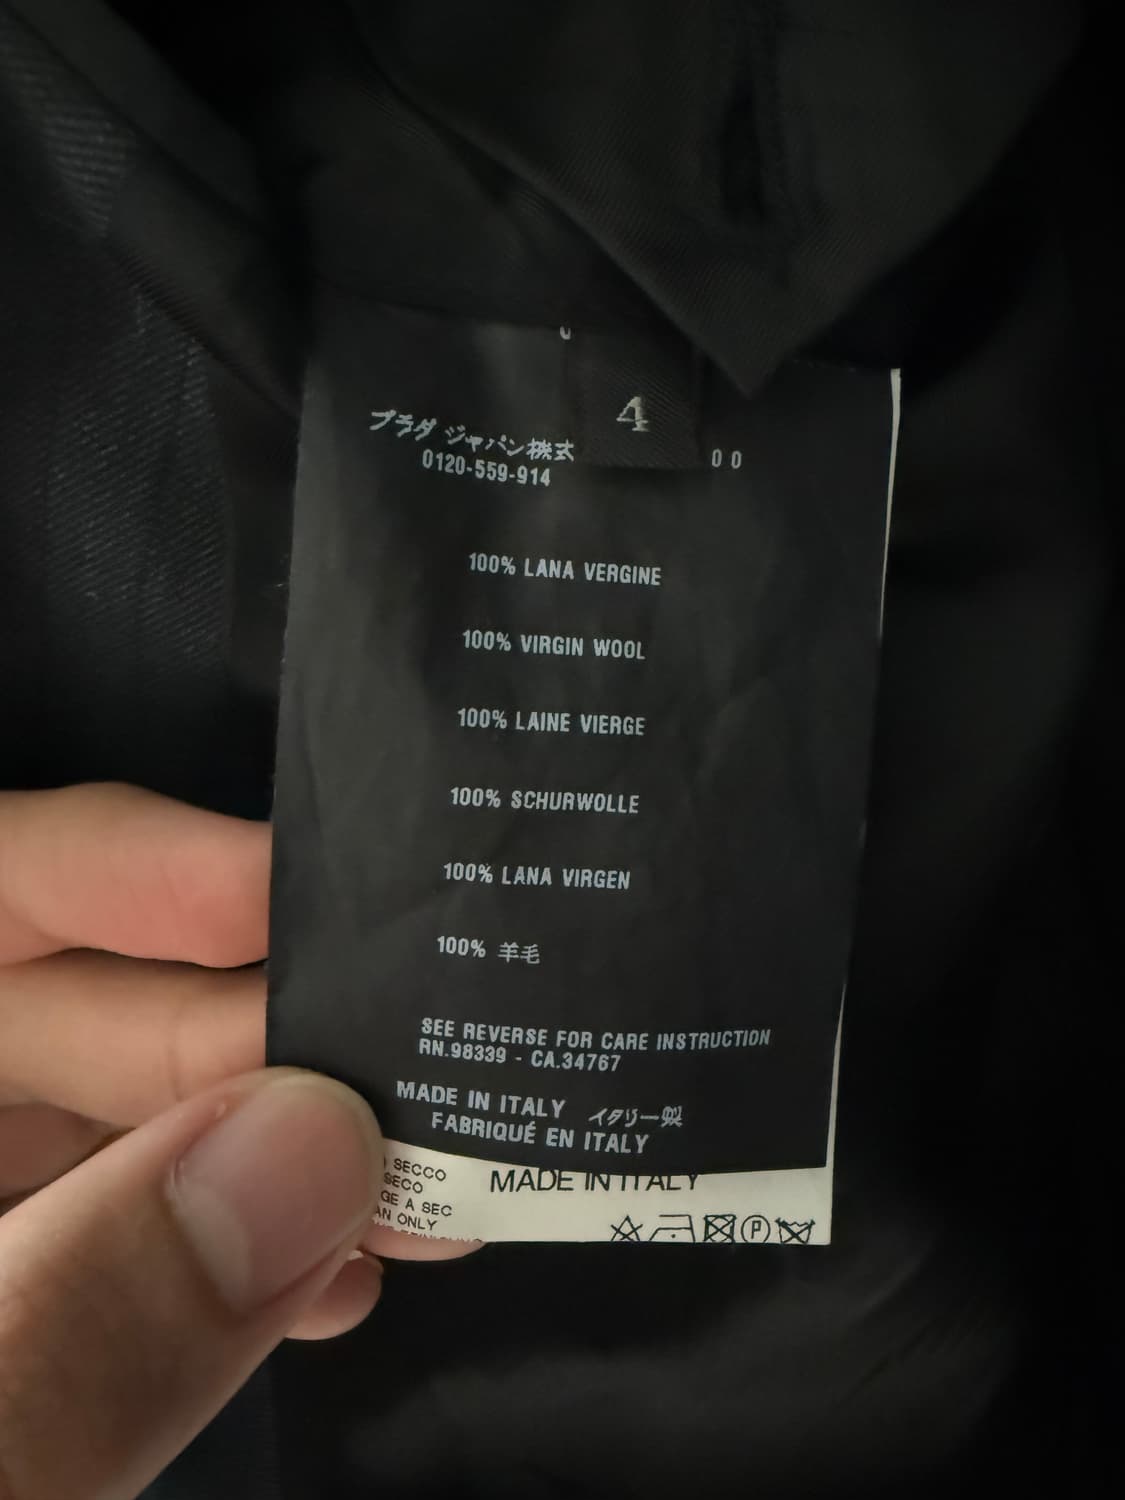 4
プラダ ジャパン株式
0 0
0120-559-914
100% LANA VERGINE
100% VIRGIN WOOL
100% LAINE VIERGE
100% SCHURWOLLE
100% LANA VIRGEN
100% 羊毛
SEE REVERSE FOR CARE INSTRUCTION
RN.98339 - CA.34767
MADE IN ITALY イタリー製
FABRIQUÉ EN ITALY
SECCO
SECO
GE A SEC
AN ONLY
MADE IN ITALY
P